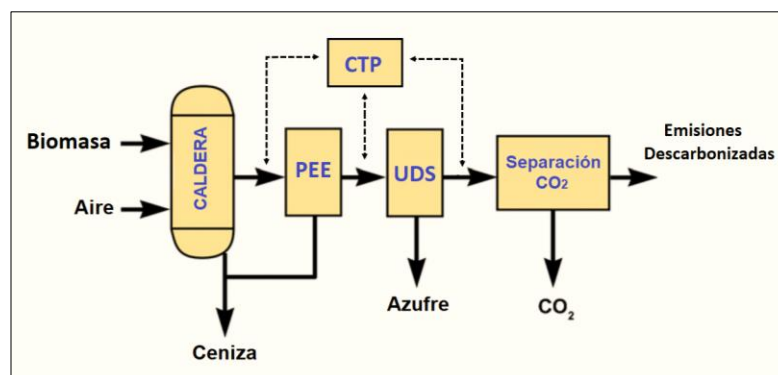 CTP
Biomasa
Aire
CALDERA
PEE
UDS
Separación
CO₂
Emisiones
Descarbonizadas
Azufre
CO₂
Ceniza